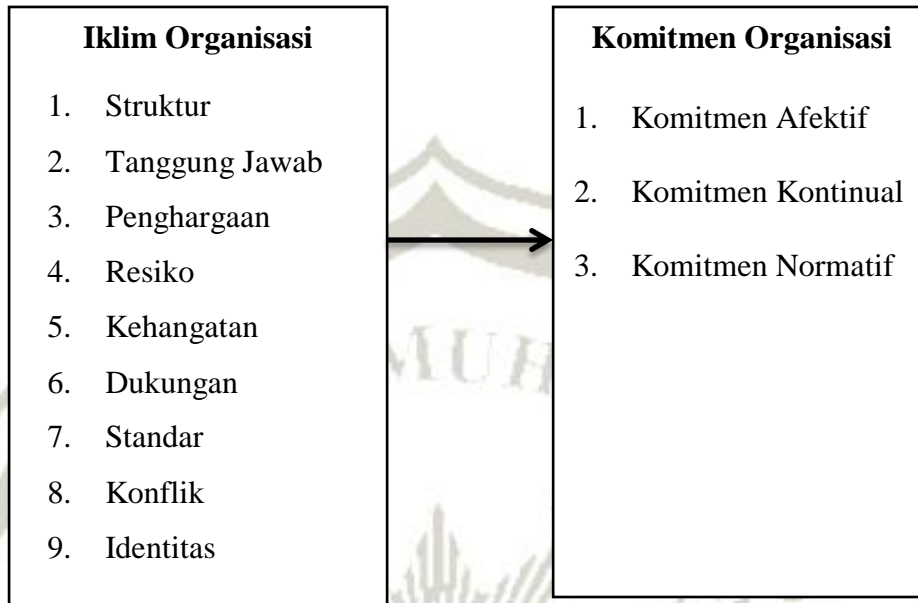 Iklim Organisasi
1. Struktur
2. Tanggung Jawab
3. Penghargaan
4. Resiko
5. Kehangatan
6. Dukungan
7. Standar
8. Konflik
9. Identitas
Komitmen Organisasi
1. Komitmen Afektif
2. Komitmen Kontinual
3. Komitmen Normatif
MUH